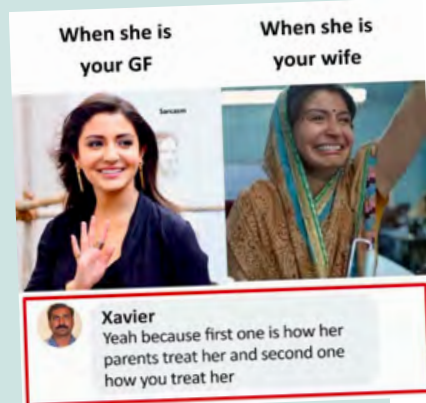 When she is
your GF
When she is
your wife
Sarcasm
Xavier
Yeah because first one is how her
parents treat her and second one
how you treat her